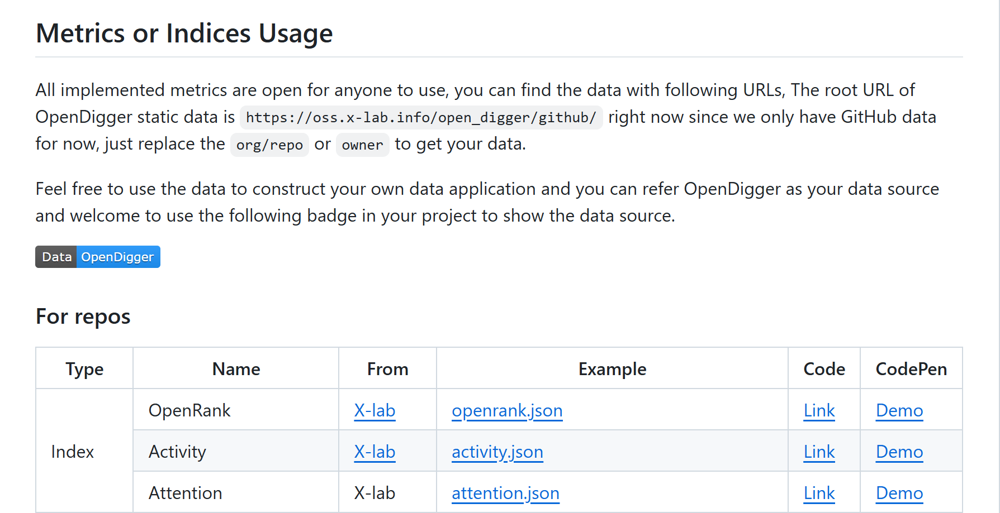 Metrics or Indices Usage
All implemented metrics are open for anyone to use, you can find the data with following URLs, The root URL of
OpenDigger static data is https://oss.x-lab.info/open_digger/github/ right now since we only have GitHub data
for now, just replace the org/repo or owner to get your data.
Feel free to use the data to construct your own data application and you can refer OpenDigger as your data source
and welcome to use the following badge in your project to show the data source.
Data OpenDigger
For repos
Type Name From Example Code CodePen
OpenRank X-lab openrank.json Link Demo
Index Activity X-lab activity.json Link Demo
Attention X-lab attention.json Link Demo